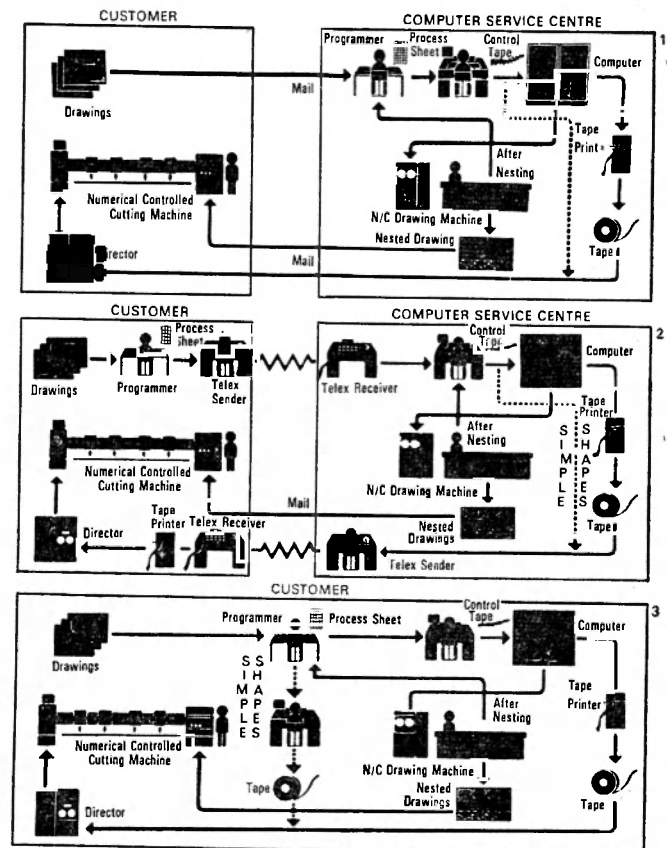 CUSTOMER
COMPUTER SERVICE CENTRE
1
Programmer
Process
Sheet
Control
Tape
Computer
Mail
Drawings
Tape
Print
After
Nesting
Numerical Controlled
Cutting Machine
N/C Drawing Machine
Nested Drawing
Tape
Director
Mail
CUSTOMER
COMPUTER SERVICE CENTRE
2
Process
Sheet
Control
Tape
Computer
Drawings
Programmer
Telex
Sender
Telex Receiver
Tape
Printer
After
Nesting
SIMPLE
SHAPES
Numerical Controlled
Cutting Machine
N/C Drawing Machine
Mail
Tape
Printer
Telex Receiver
Director
Nested
Drawings
Tape
Telex Sender
CUSTOMER
3
Programmer
Process Sheet
Control
Tape
Computer
Drawings
SIMPLE
SHAPES
After
Nesting
Tape
Printer
Numerical Controlled
Cutting Machine
N/C Drawing Machine
Tape
Nested
Drawings
Tape
Director